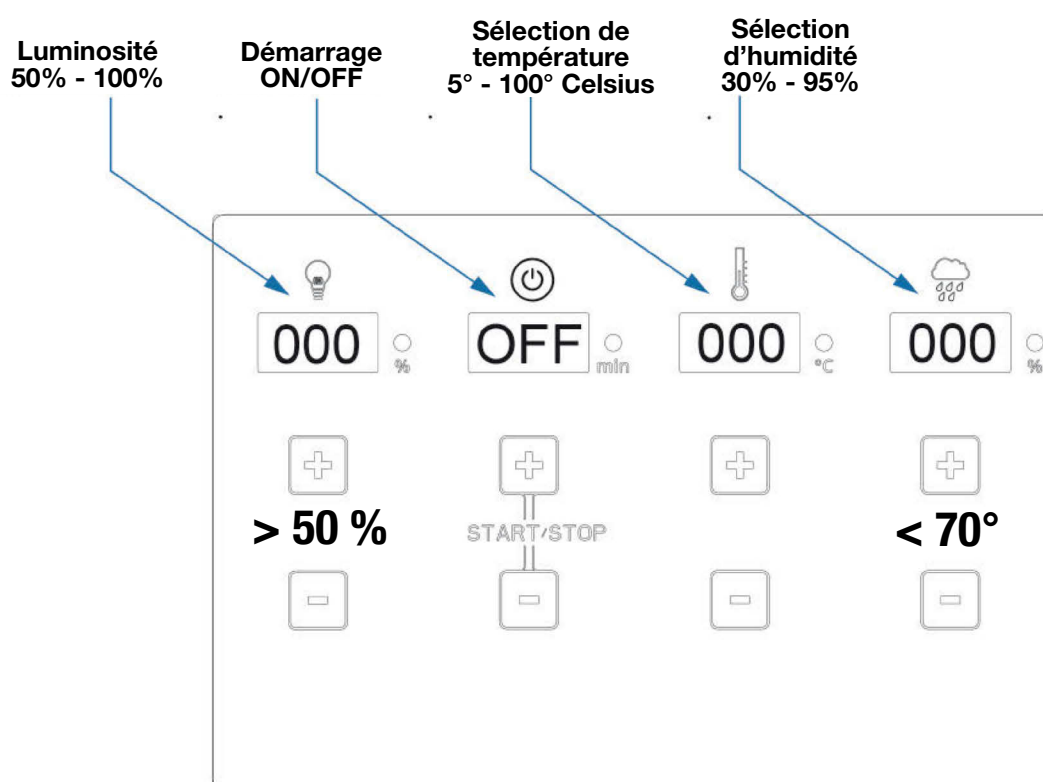 Luminosité
50% - 100%
Démarrage
ON/OFF
Sélection de
température
5° - 100° Celsius
Sélection
d’humidité
30% - 95%
000 %
OFF min
000 °C
000 %
> 50 %
START/STOP
< 70°